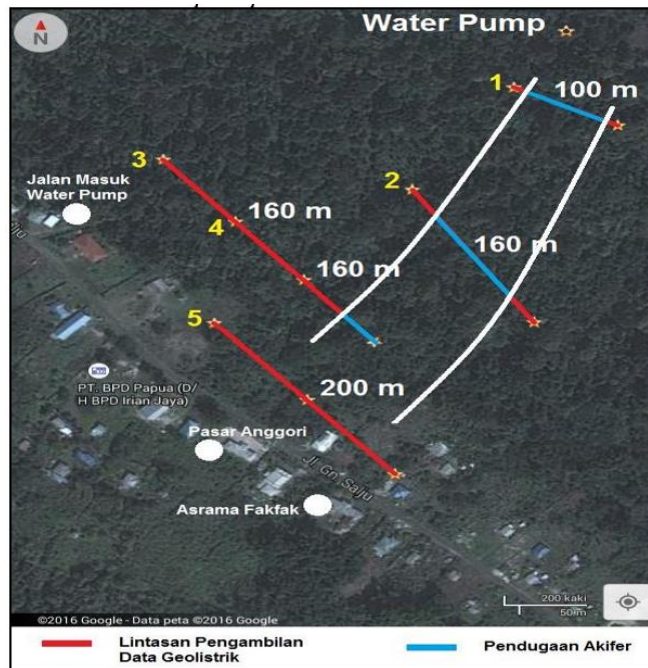 Water Pump
N
1
100 m
3
2
Jalan Masuk
Water Pump
160 m
4
160 m
160 m
5
PT. BPD Papua (D/
H BPD Irian Jaya)
200 m
Pasar Anggori
Jl. Gn. Salju
Asrama Fakfak
200 kaki
50 m
©2016 Google - Data peta ©2016 Google
Lintasan Pengambilan
Data Geolistrik
Pendugaan Akifer